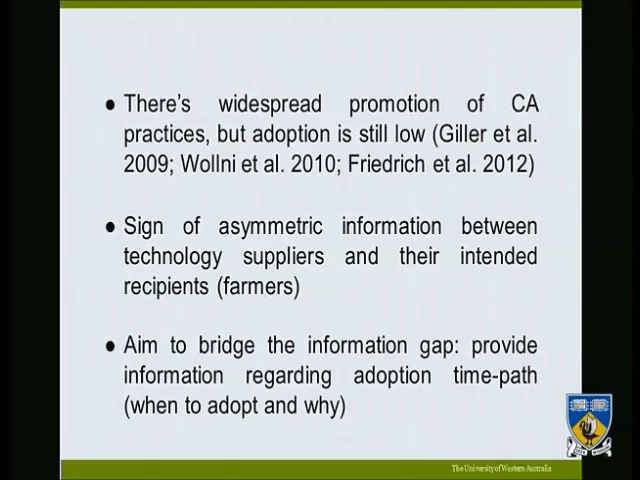 ● There's widespread promotion of CA
practices, but adoption is still low (Giller et al.
2009; Wollni et al. 2010; Friedrich et al. 2012)
● Sign of asymmetric information between
technology suppliers and their intended
recipients (farmers)
● Aim to bridge the information gap: provide
information regarding adoption time-path
(when to adopt and why)
The University of Western Australia